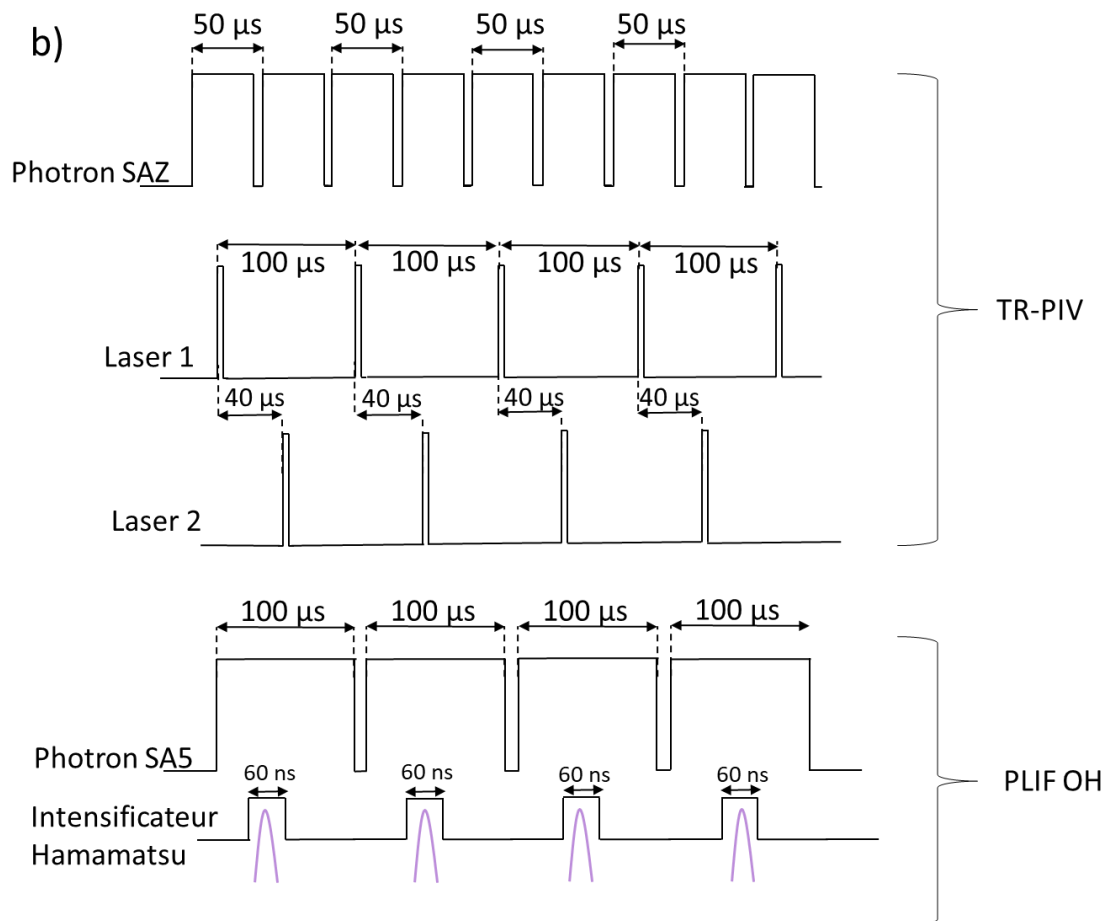 b)
50 µs 50 µs 50 µs 50 µs
Photron SAZ
100 µs 100 µs 100 µs 100 µs
Laser 1
TR-PIV
40 µs 40 µs 40 µs 40 µs
Laser 2
100 µs 100 µs 100 µs 100 µs
Photron SA5
60 ns 60 ns 60 ns 60 ns
PLIF OH
Intensificateur
Hamamatsu